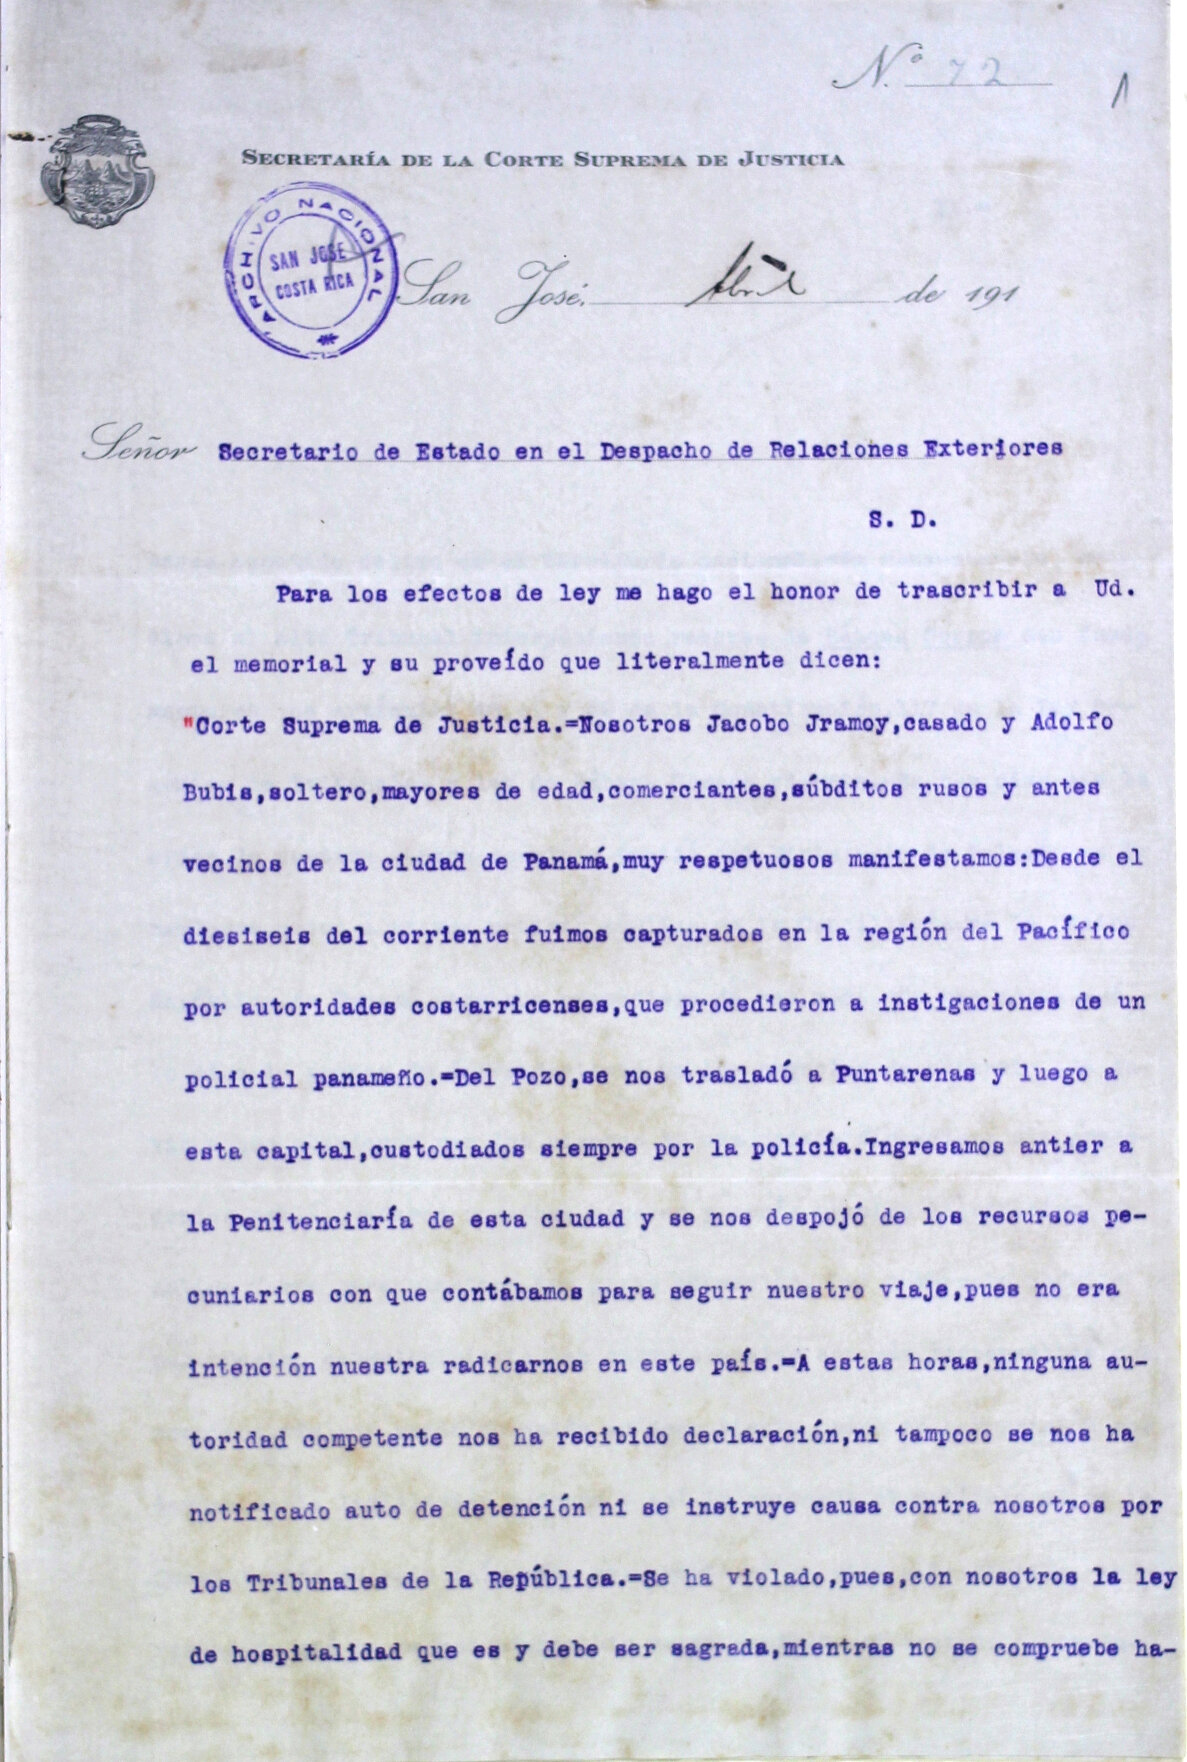 Nº 72
1
SECRETARÍA DE LA CORTE SUPREMA DE JUSTICIA
ARCHIVO NACIONAL
SAN JOSE
COSTA RICA
San José, Abril de 191
Señor Secretario de Estado en el Despacho de Relaciones Exteriores
S. D.
Para los efectos de ley me hago el honor de trascribir a Ud.
el memorial y su proveído que literalmente dicen:
"Corte Suprema de Justicia.=Nosotros Jacobo Jramoy,casado y Adolfo
Bubis,soltero,mayores de edad,comerciantes,súbditos rusos y antes
vecinos de la ciudad de Panamá,muy respetuosos manifestamos:Desde el
diesiseis del corriente fuimos capturados en la región del Pacífico
por autoridades costarricenses,que procedieron a instigaciones de un
policial panameño.=Del Pozo,se nos trasladó a Puntarenas y luego a
esta capital,custodiados siempre por la policía.Ingresamos antier a
la Penitenciaría de esta ciudad y se nos despojó de los recursos pe-
cuniarios con que contábamos para seguir nuestro viaje,pues no era
intención nuestra radicarnos en este país.=A estas horas,ninguna au-
toridad competente nos ha recibido declaración,ni tampoco se nos ha
notificado auto de detención ni se instruye causa contra nosotros por
los Tribunales de la República.=Se ha violado,pues,con nosotros la ley
de hospitalidad que es y debe ser sagrada,mientras no se compruebe ha-